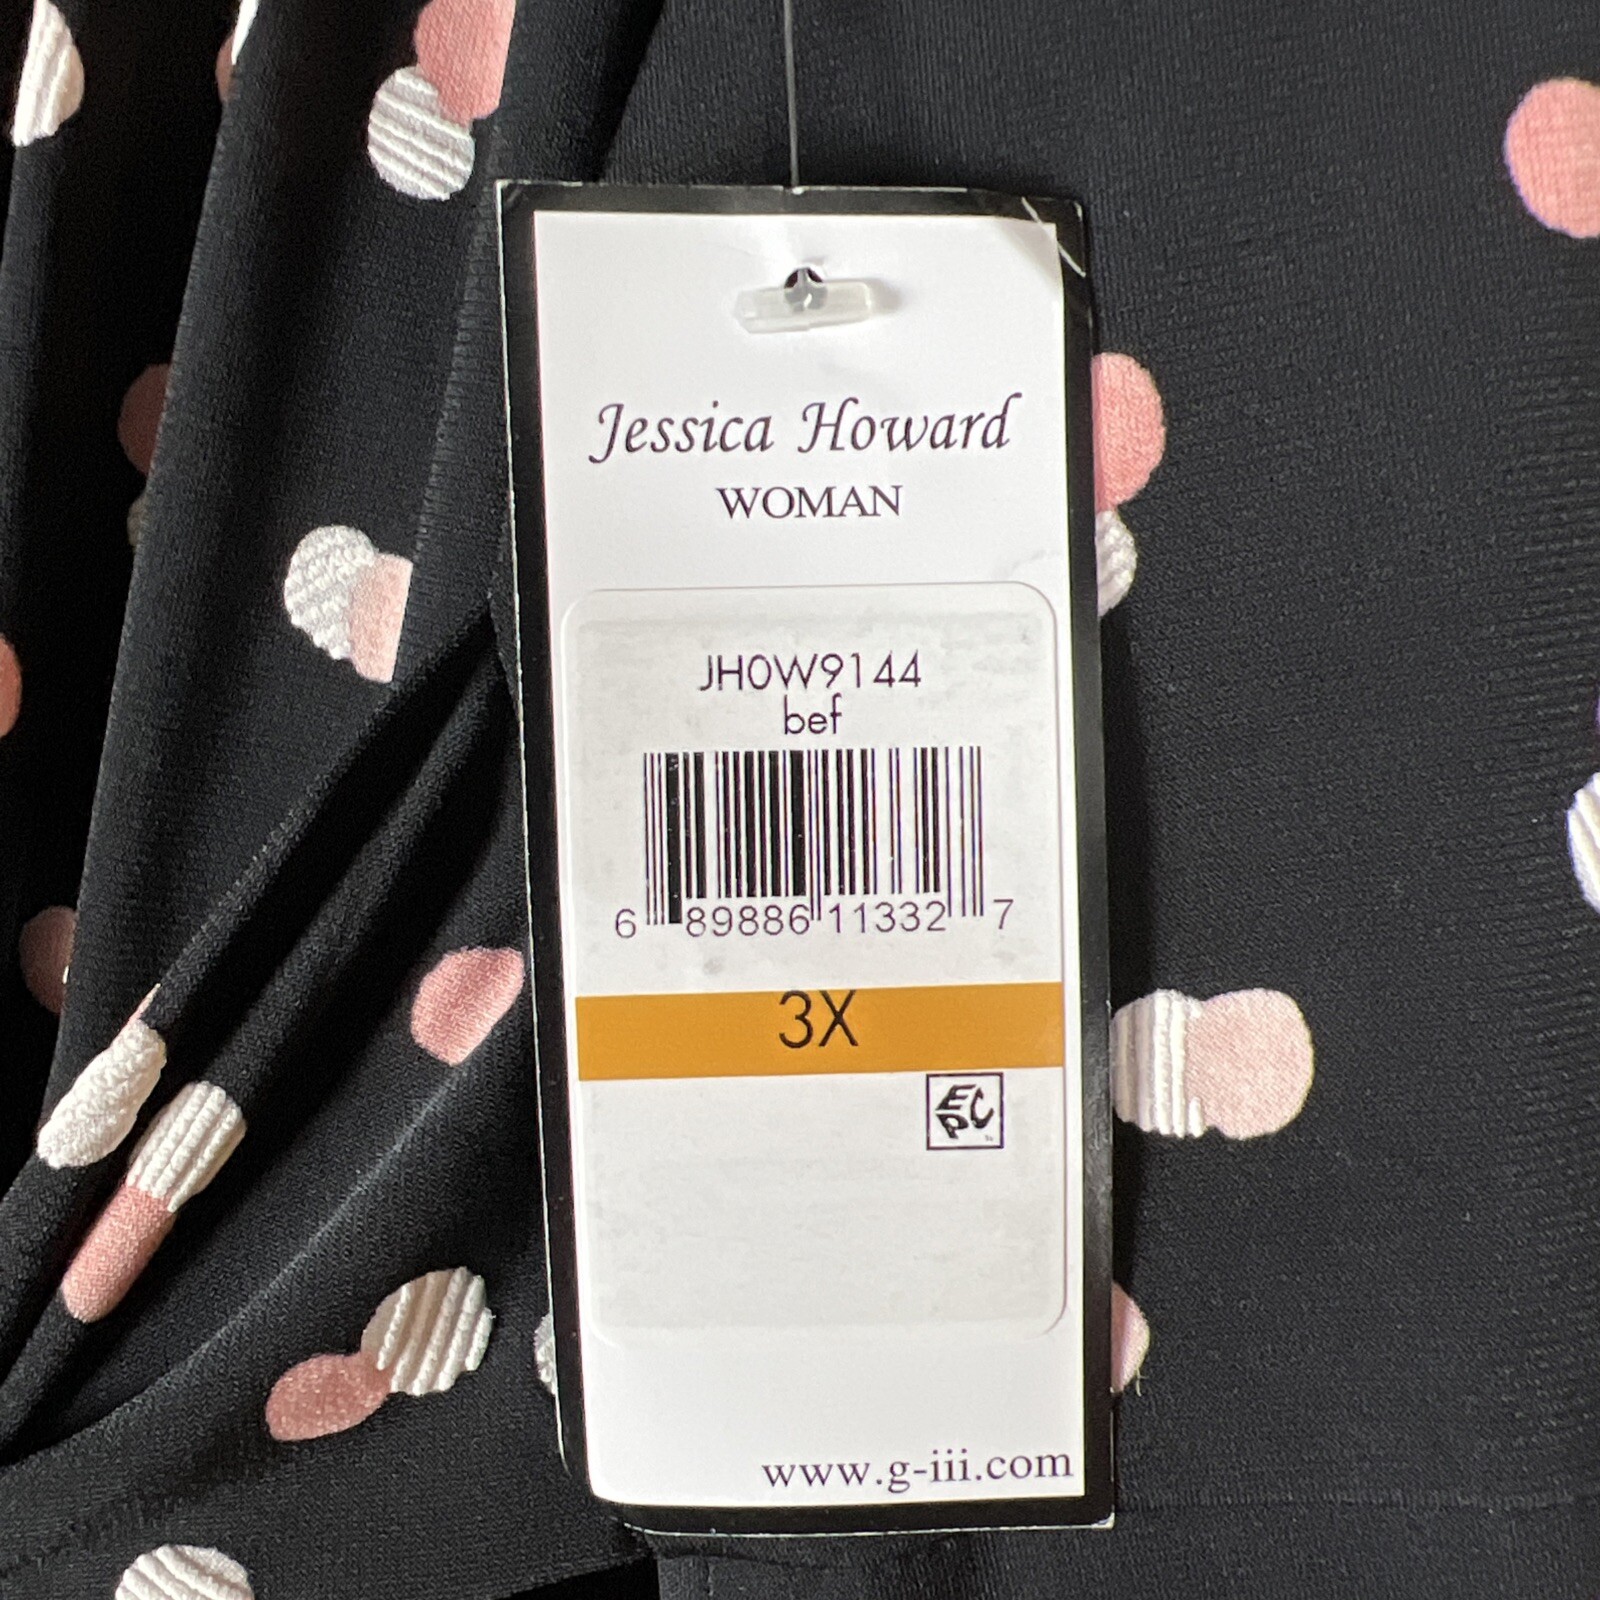 Jessica Howard
WOMAN
JH0W9144
bef
6 89886 11332 7
3X
EPC
www.g-iii.com